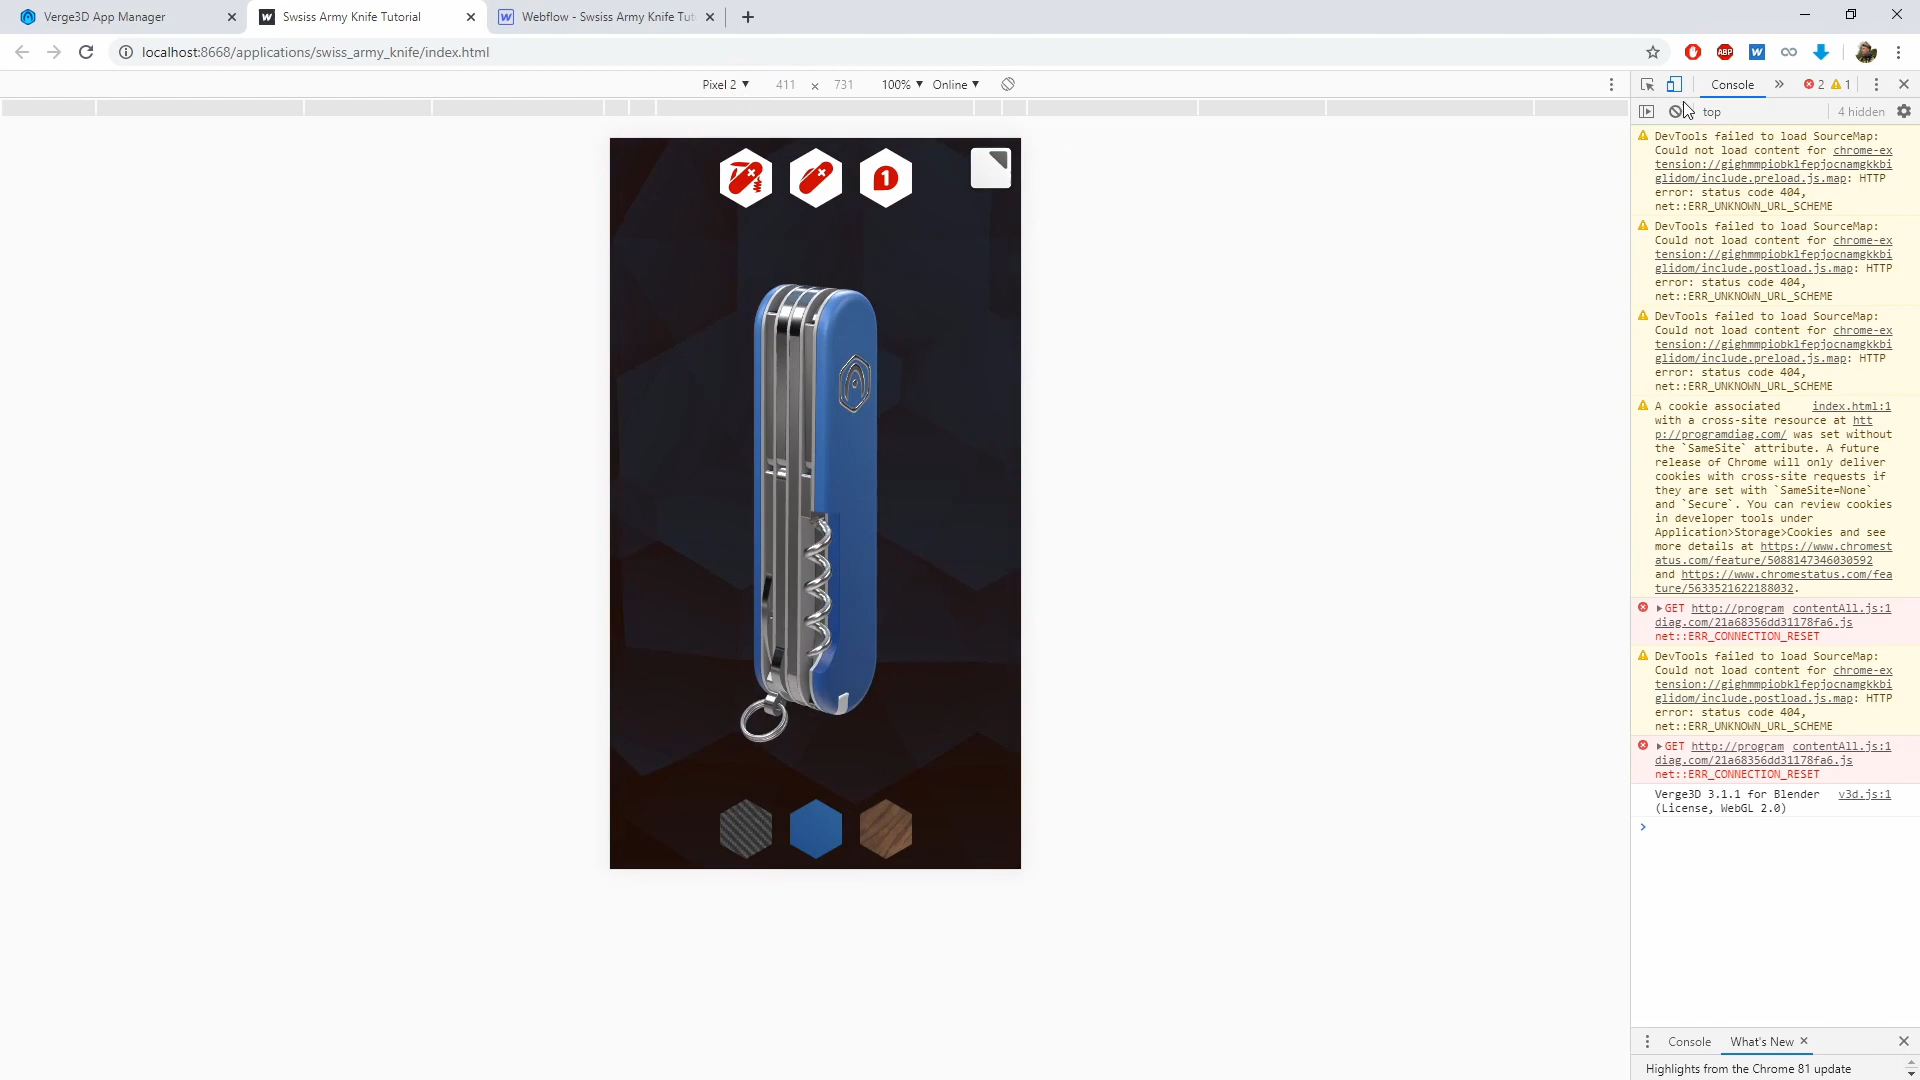 Verge3D App Manager
Swsiss Army Knife Tutorial
Webflow - Swsiss Army Knife Tut
localhost:8668/applications/swiss_army_knife/index.html
ABP
W
Pixel 2 ▼ 411 x 731 100% ▼ Online ▼
Console » 2 1
top 4 hidden
1
DevTools failed to load SourceMap:
Could not load content for chrome-ex
tension://gighmmpiobklfepjocnamgkkbi
glidom/include.preload.js.map: HTTP
error: status code 404,
net::ERR_UNKNOWN_URL_SCHEME
DevTools failed to load SourceMap:
Could not load content for chrome-ex
tension://gighmmpiobklfepjocnamgkkbi
glidom/include.postload.js.map: HTTP
error: status code 404,
net::ERR_UNKNOWN_URL_SCHEME
DevTools failed to load SourceMap:
Could not load content for chrome-ex
tension://gighmmpiobklfepjocnamgkkbi
glidom/include.preload.js.map: HTTP
error: status code 404,
net::ERR_UNKNOWN_URL_SCHEME
A cookie associated index.html:1
with a cross-site resource at htt
p://programdiag.com/ was set without
the `SameSite` attribute. A future
release of Chrome will only deliver
cookies with cross-site requests if
they are set with `SameSite=None`
and `Secure`. You can review cookies
in developer tools under
Application>Storage>Cookies and see
more details at https://www.chromest
atus.com/feature/5088147346030592
and https://www.chromestatus.com/fea
ture/5633521622188032.
GET http://program contentAll.js:1
diag.com/21a68356dd31178fa6.js
net::ERR_CONNECTION_RESET
DevTools failed to load SourceMap:
Could not load content for chrome-ex
tension://gighmmpiobklfepjocnamgkkbi
glidom/include.preload.js.map: HTTP
error: status code 404,
net::ERR_UNKNOWN_URL_SCHEME
GET http://program contentAll.js:1
diag.com/21a68356dd31178fa6.js
net::ERR_CONNECTION_RESET
Verge3D 3.1.1 for Blender v3d.js:1
(License, WebGL 2.0)
Console What's New
Highlights from the Chrome 81 update